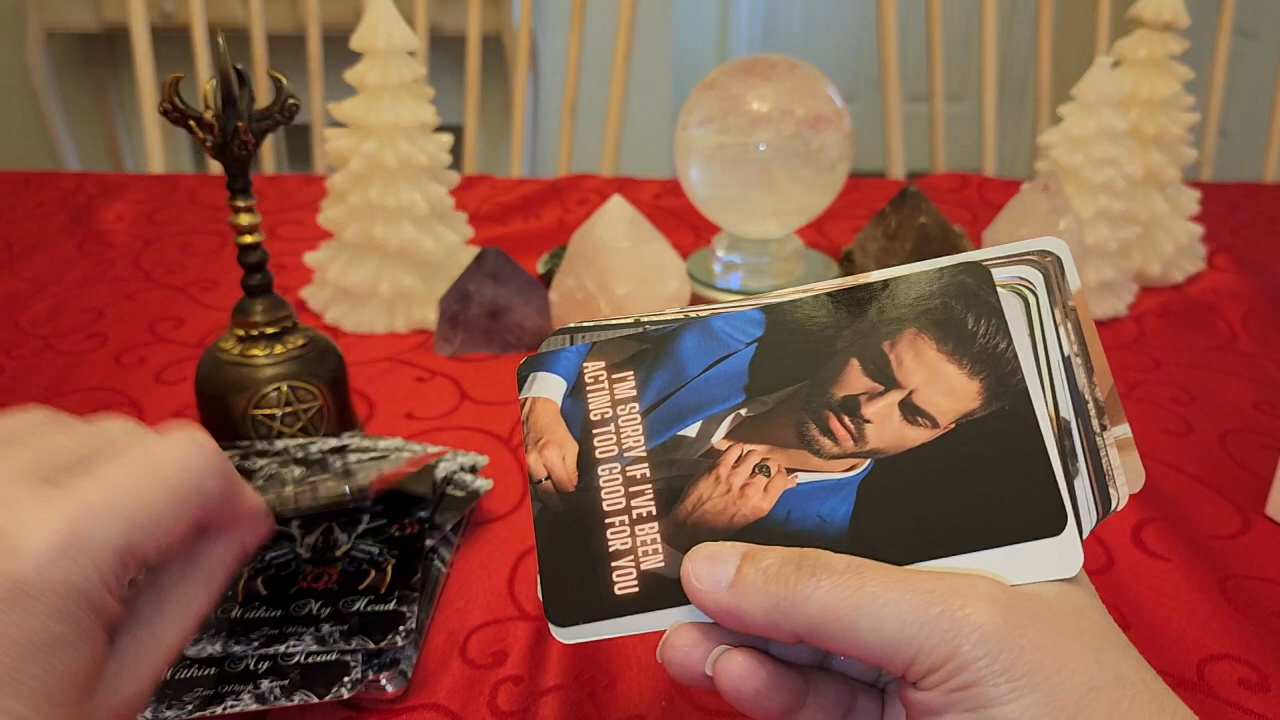 I'M SORRY IF I'VE BEEN
ACTING TOO GOOD FOR YOU
Within My Head
Within My Head